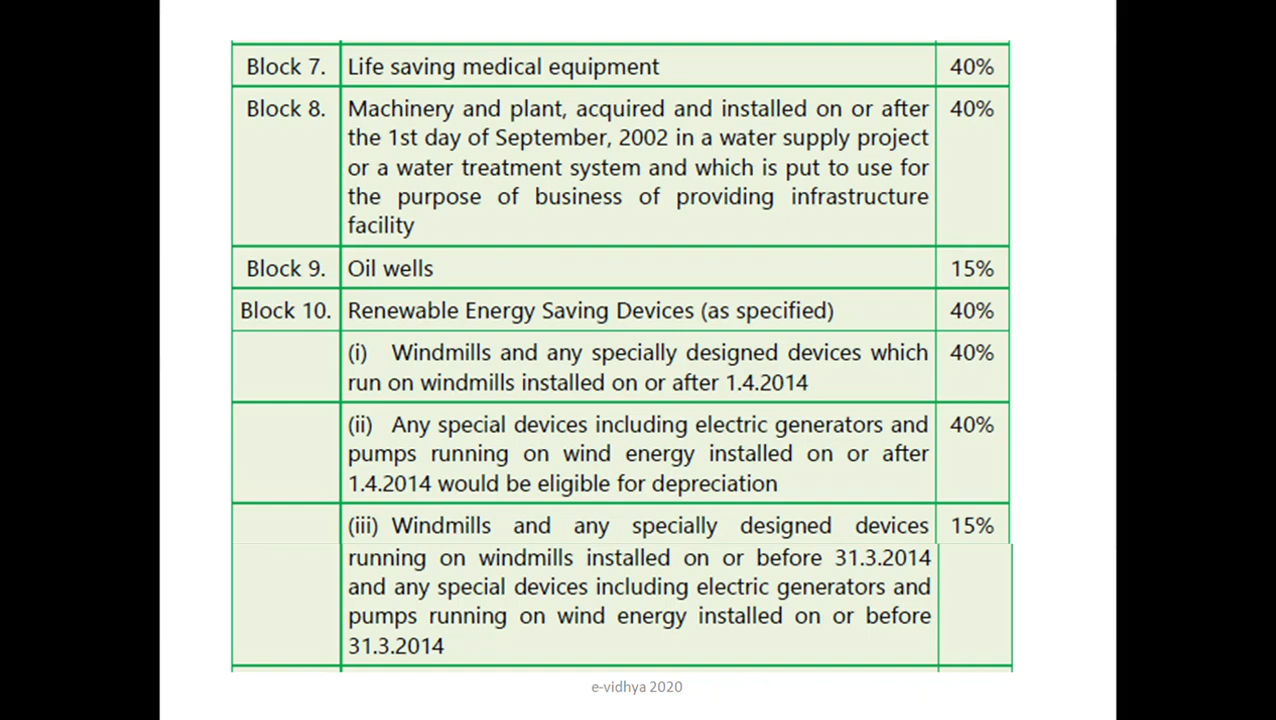 Block 7. Life saving medical equipment 40%
Block 8. Machinery and plant, acquired and installed on or after 40%
the 1st day of September, 2002 in a water supply project
or a water treatment system and which is put to use for
the purpose of business of providing infrastructure
facility
Block 9. Oil wells 15%
Block 10. Renewable Energy Saving Devices (as specified) 40%
(i) Windmills and any specially designed devices which 40%
run on windmills installed on or after 1.4.2014
(ii) Any special devices including electric generators and 40%
pumps running on wind energy installed on or after
1.4.2014 would be eligible for depreciation
(iii) Windmills and any specially designed devices 15%
running on windmills installed on or before 31.3.2014
and any special devices including electric generators and
pumps running on wind energy installed on or before
31.3.2014
e-vidhya 2020